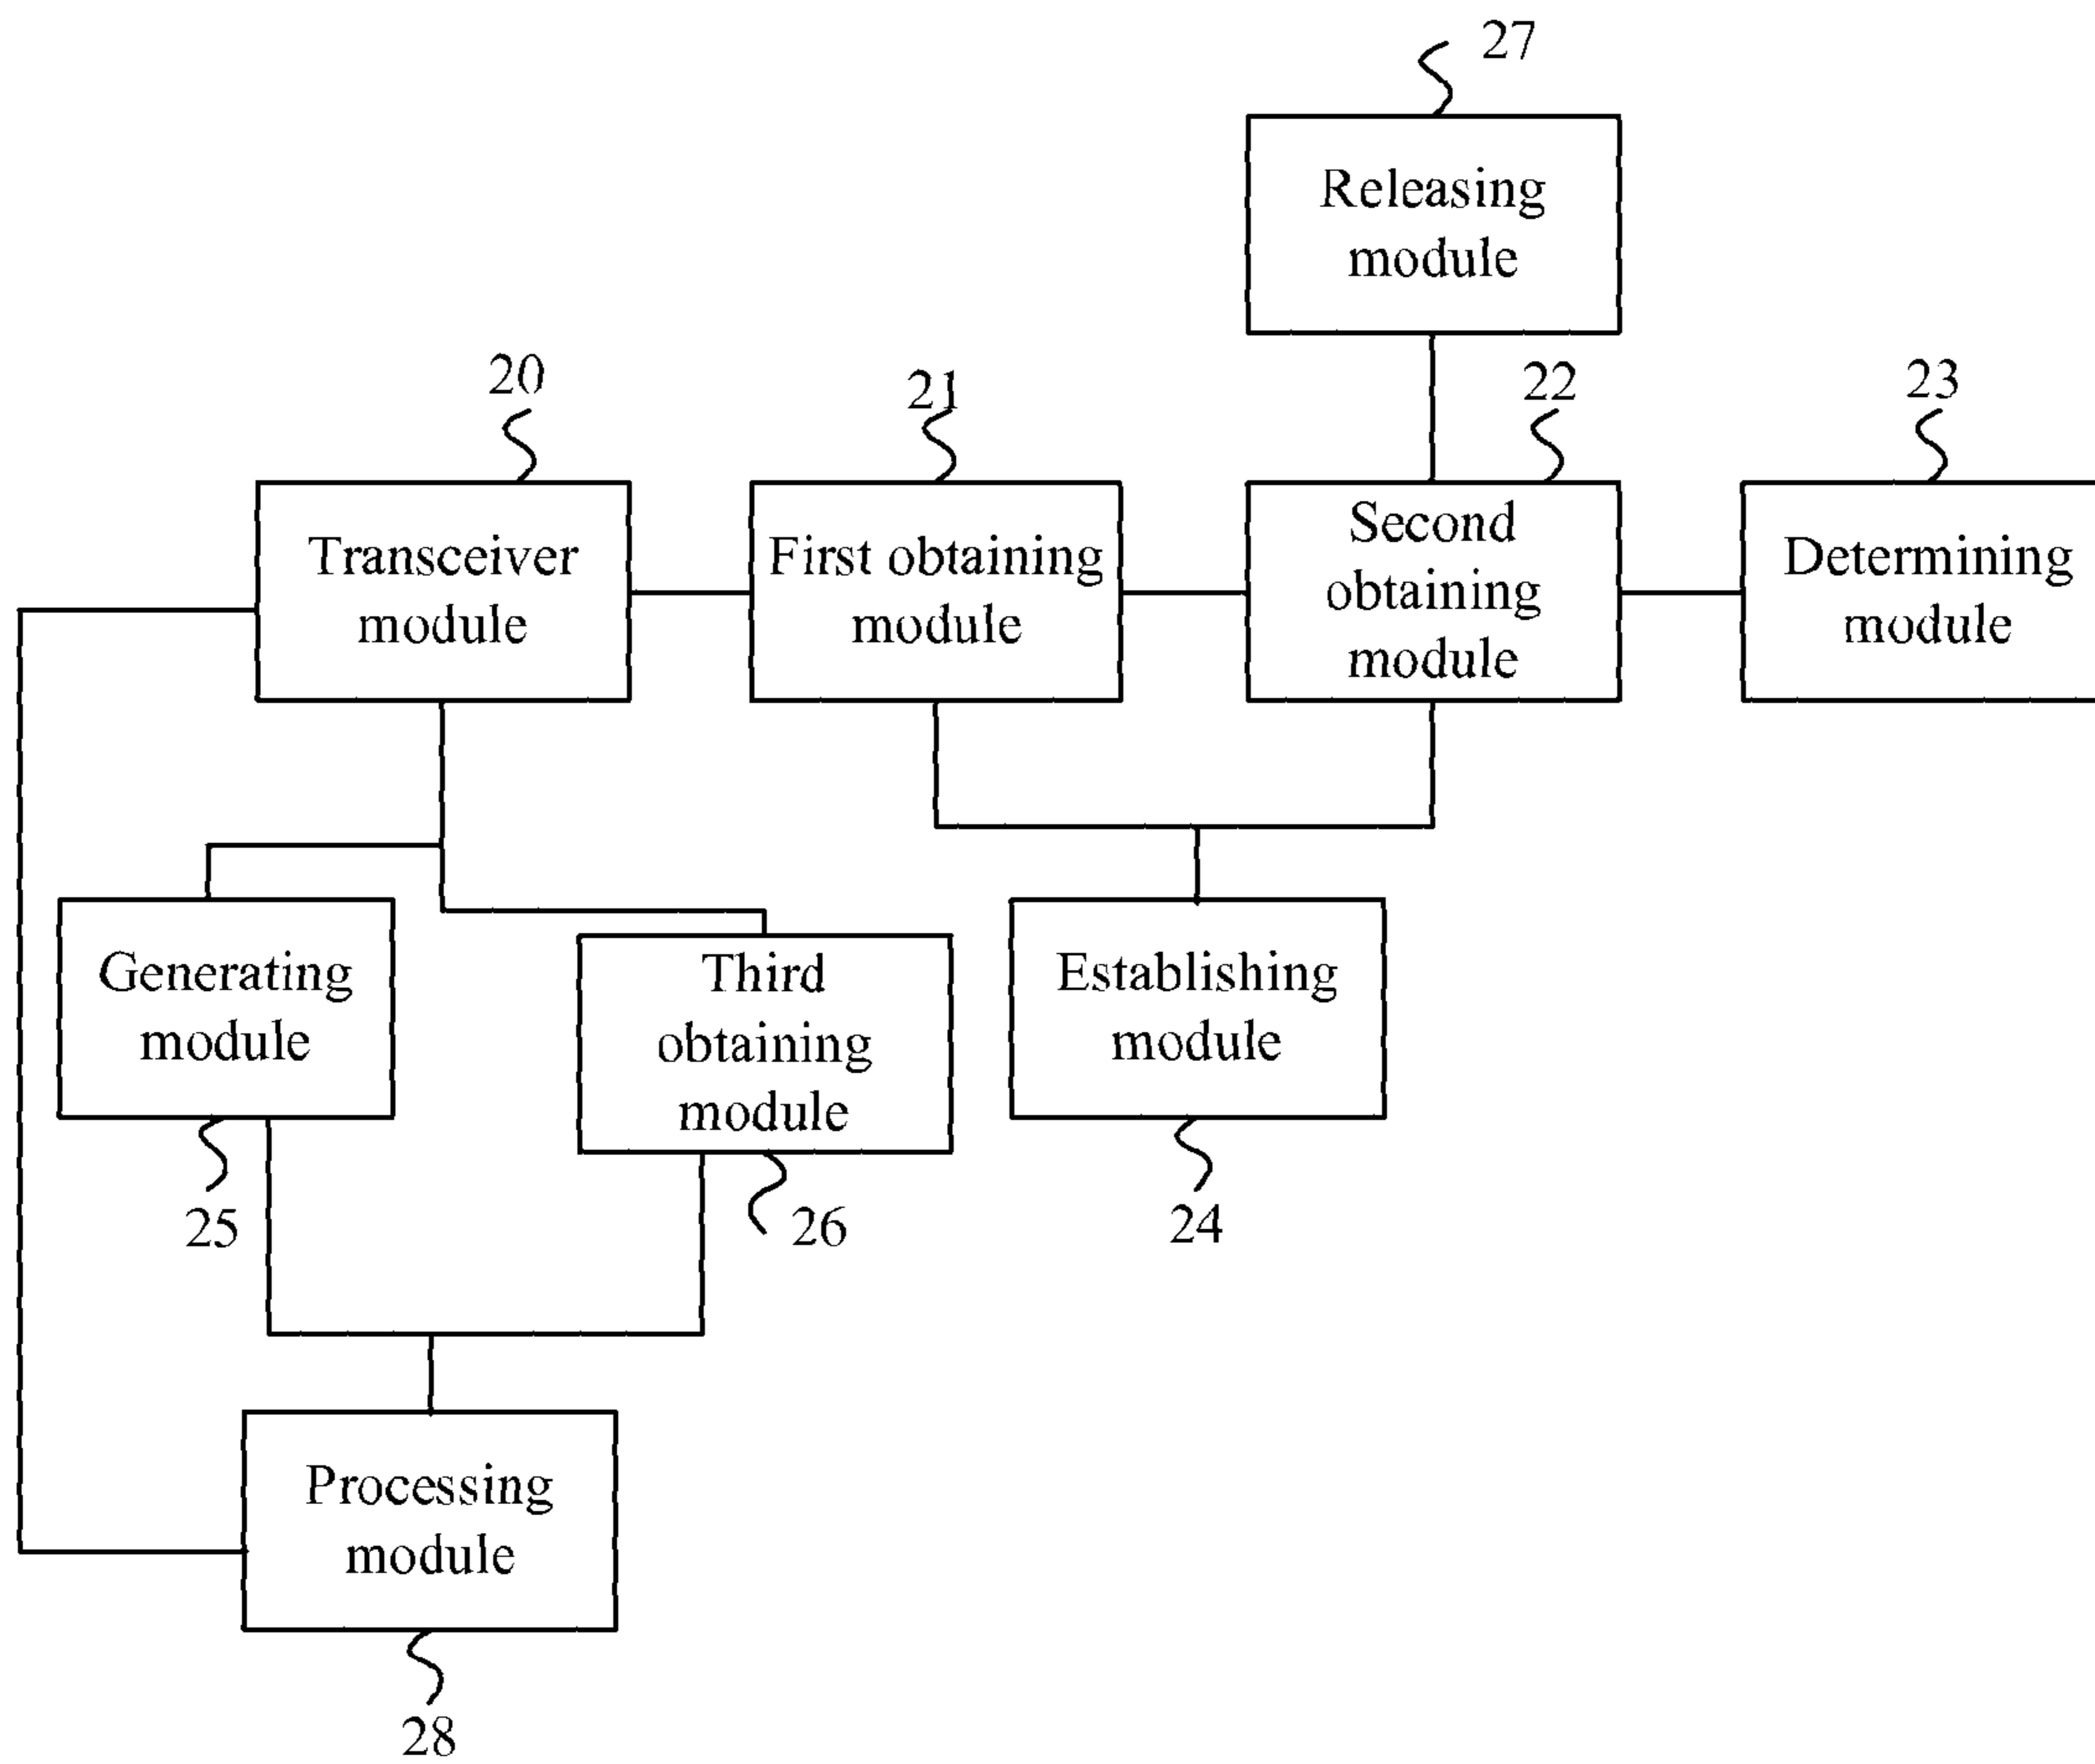 27
Releasing
module
20
21
22
23
Transceiver
module
First obtaining
module
Second
obtaining
module
Determining
module
Generating
module
Third
obtaining
module
Establishing
module
25
26
24
Processing
module
28